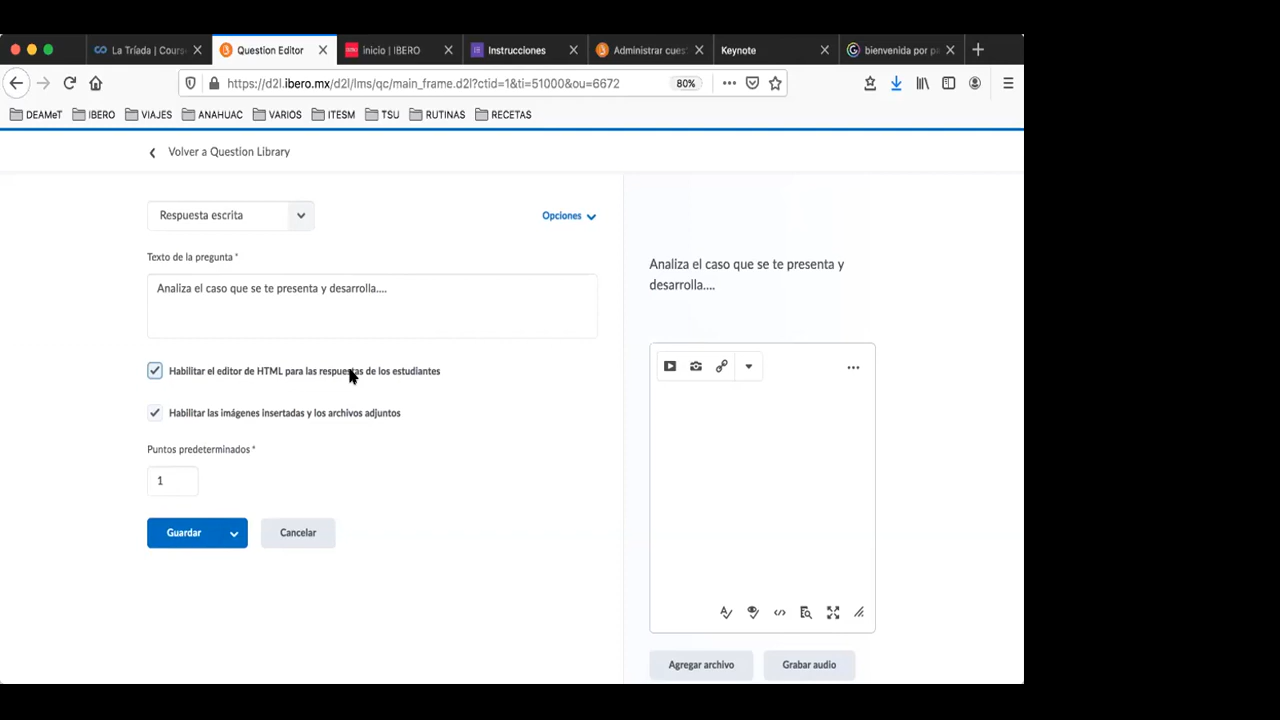 La Tríada | Cours
Question Editor
inicio | IBERO
Instrucciones
Administrar cues
Keynote
bienvenida por pa
https://d2l.ibero.mx/d2l/lms/qc/main_frame.d2l?ctid=1&ti=51000&ou=6672
80%
DEAMeT
IBERO
VIAJES
ANAHUAC
VARIOS
ITESM
TSU
RUTINAS
RECETAS
Volver a Question Library
Respuesta escrita
Opciones
Texto de la pregunta *
Analiza el caso que se te presenta y desarrolla....
Habilitar el editor de HTML para las respuestas de los estudiantes
Habilitar las imágenes insertadas y los archivos adjuntos
Puntos predeterminados *
1
Guardar
Cancelar
Analiza el caso que se te presenta y
desarrolla....
Agregar archivo
Grabar audio